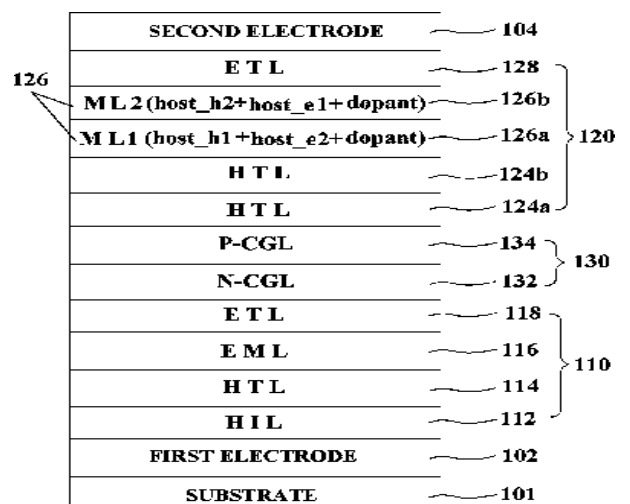 SECOND ELECTRODE 104
E T L 128
126
M L 2 (host_h2+host_e1+dopant) 126b
M L 1 (host_h1+host_e2+dopant) 126a
120
H T L 124b
H T L 124a
P-CGL 134
130
N-CGL 132
E T L 118
E M L 116
110
H T L 114
H I L 112
FIRST ELECTRODE 102
SUBSTRATE 101